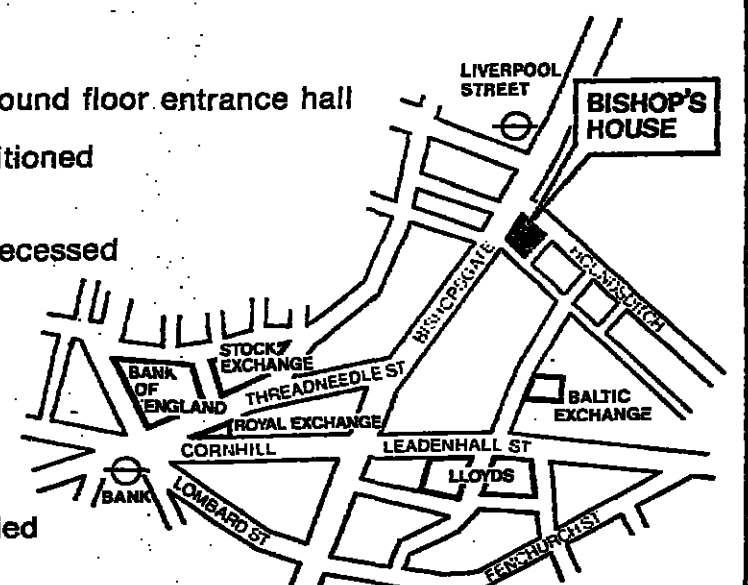 ound floor entrance hall
itioned
ecessed
ed
LIVERPOOL
STREET
BISHOP'S
HOUSE
BISHOPSGATE
HOUNDSDITCH
STOCK
EXCHANGE
BANK
OF
ENGLAND
THREADNEEDLE ST
ROYAL EXCHANGE
BALTIC
EXCHANGE
CORNHILL
LEADENHALL ST
LLOYDS
BANK
LOMBARD ST
FENCHURCH ST